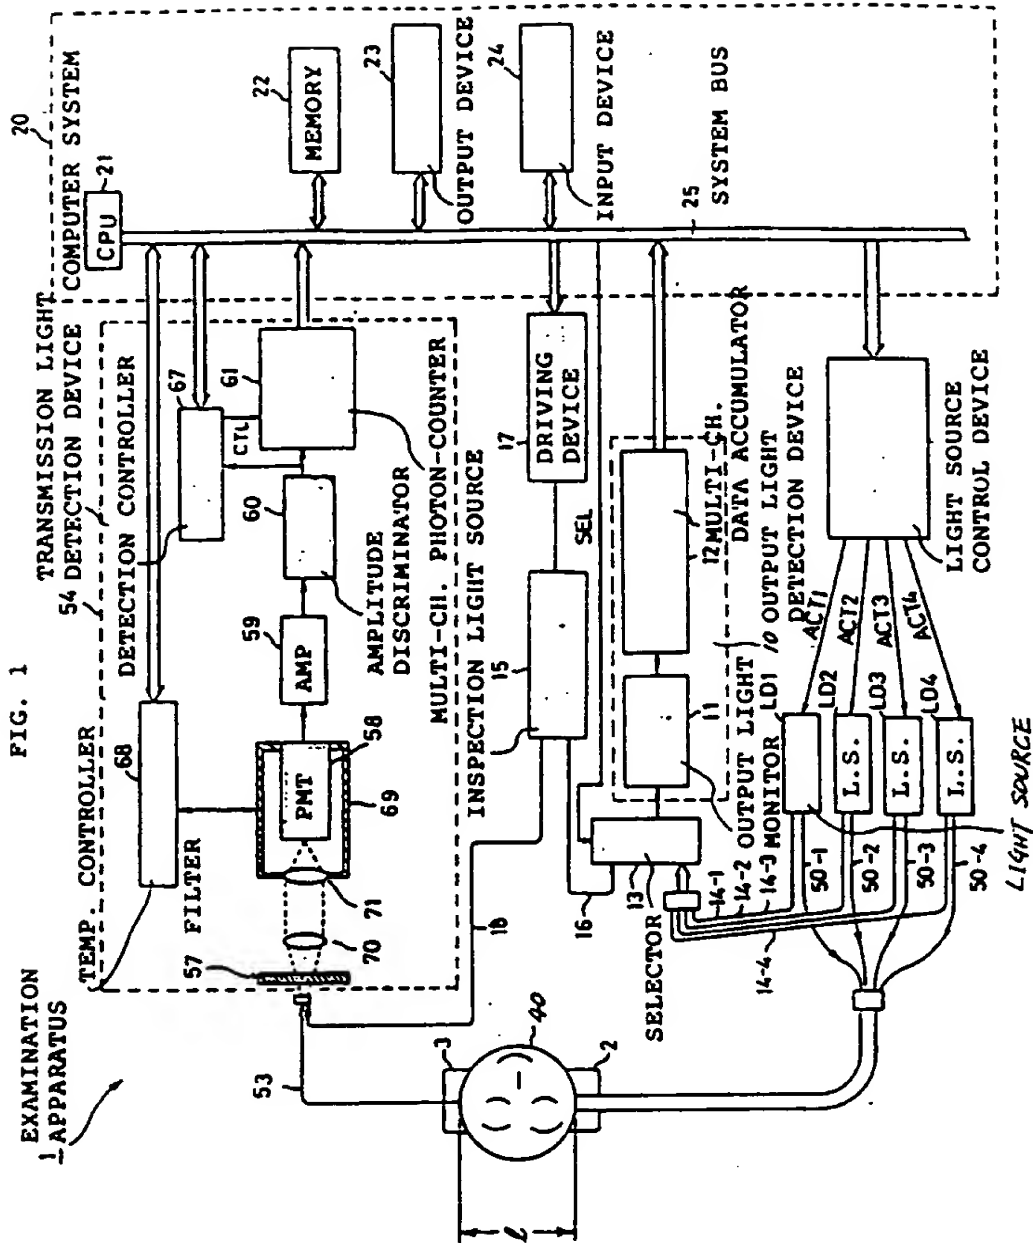 FIG. 1
1 EXAMINATION
APPARATUS
TRANSMISSION LIGHT
54 DETECTION DEVICE
COMPUTER SYSTEM
20
TEMP. CONTROLLER
68
DETECTION CONTROLLER
67
CPU
21
MEMORY
22
OUTPUT DEVICE
23
INPUT DEVICE
24
SYSTEM BUS
25
FILTER
57
70
71
PMT
58
69
AMP
59
60
AMPLITUDE
DISCRIMINATOR
CTL
61
MULTI-CH. PHOTON-COUNTER
53
18
INSPECTION LIGHT SOURCE
15
17
DRIVING
DEVICE
SEL
16
13
SELECTOR
11
OUTPUT LIGHT
MONITOR
12
MULTI-CH.
DATA ACCUMULATOR
10 OUTPUT LIGHT
DETECTION DEVICE
14-1
14-2
14-3
14-4
LD1
LD2
LD3
LD4
L.S.
L.S.
L.S.
ACT1
ACT2
ACT3
ACT4
LIGHT SOURCE
CONTROL DEVICE
50-1
50-2
50-3
50-4
LIGHT SOURCE
3
40
2
l